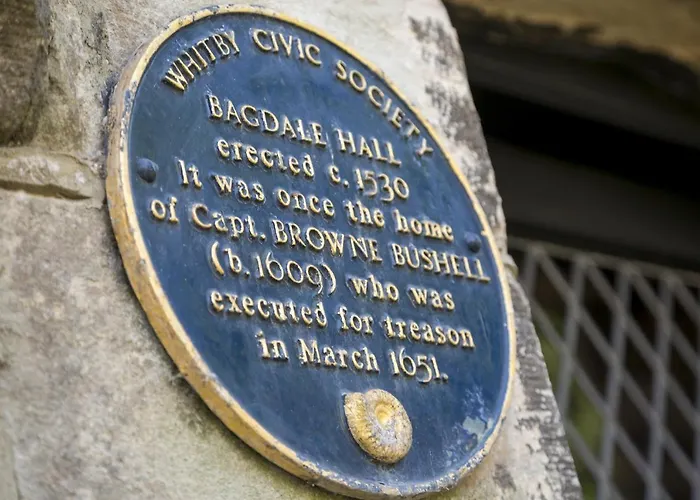 WHITBY CIVIC SOCIETY
BAGDALE HALL
erected c. 1530
It was once the home
of Capt. BROWNE BUSHELL
(b. 1609) who was
executed for treason
in March 1651.